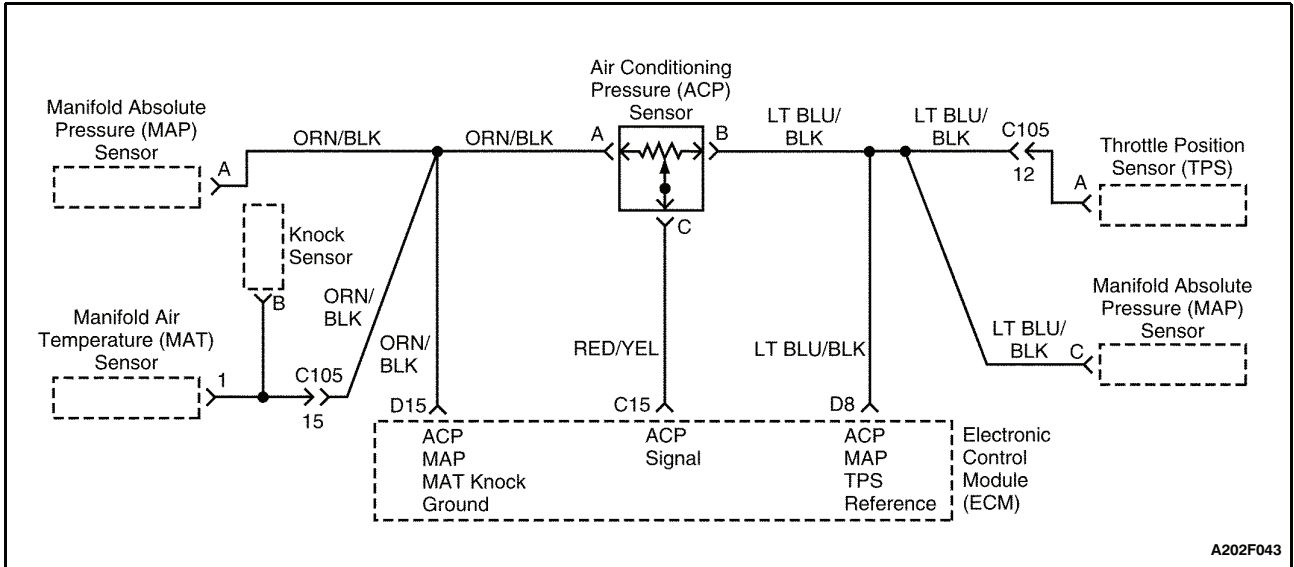 Air Conditioning
Pressure (ACP)
Sensor
Manifold Absolute
Pressure (MAP)
Sensor
A
ORN/BLK
ORN/BLK
A
B
LT BLU/
BLK
LT BLU/
BLK
C105
12
Throttle Position
Sensor (TPS)
A
Knock
Sensor
B
C
ORN/
BLK
ORN/
BLK
Manifold Air
Temperature (MAT)
Sensor
1
C105
15
RED/YEL
LT BLU/BLK
LT BLU/
BLK
C
Manifold Absolute
Pressure (MAP)
Sensor
D15
C15
D8
ACP
MAP
MAT Knock
Ground
ACP
Signal
ACP
MAP
TPS
Reference
Electronic
Control
Module
(ECM)
A202F043